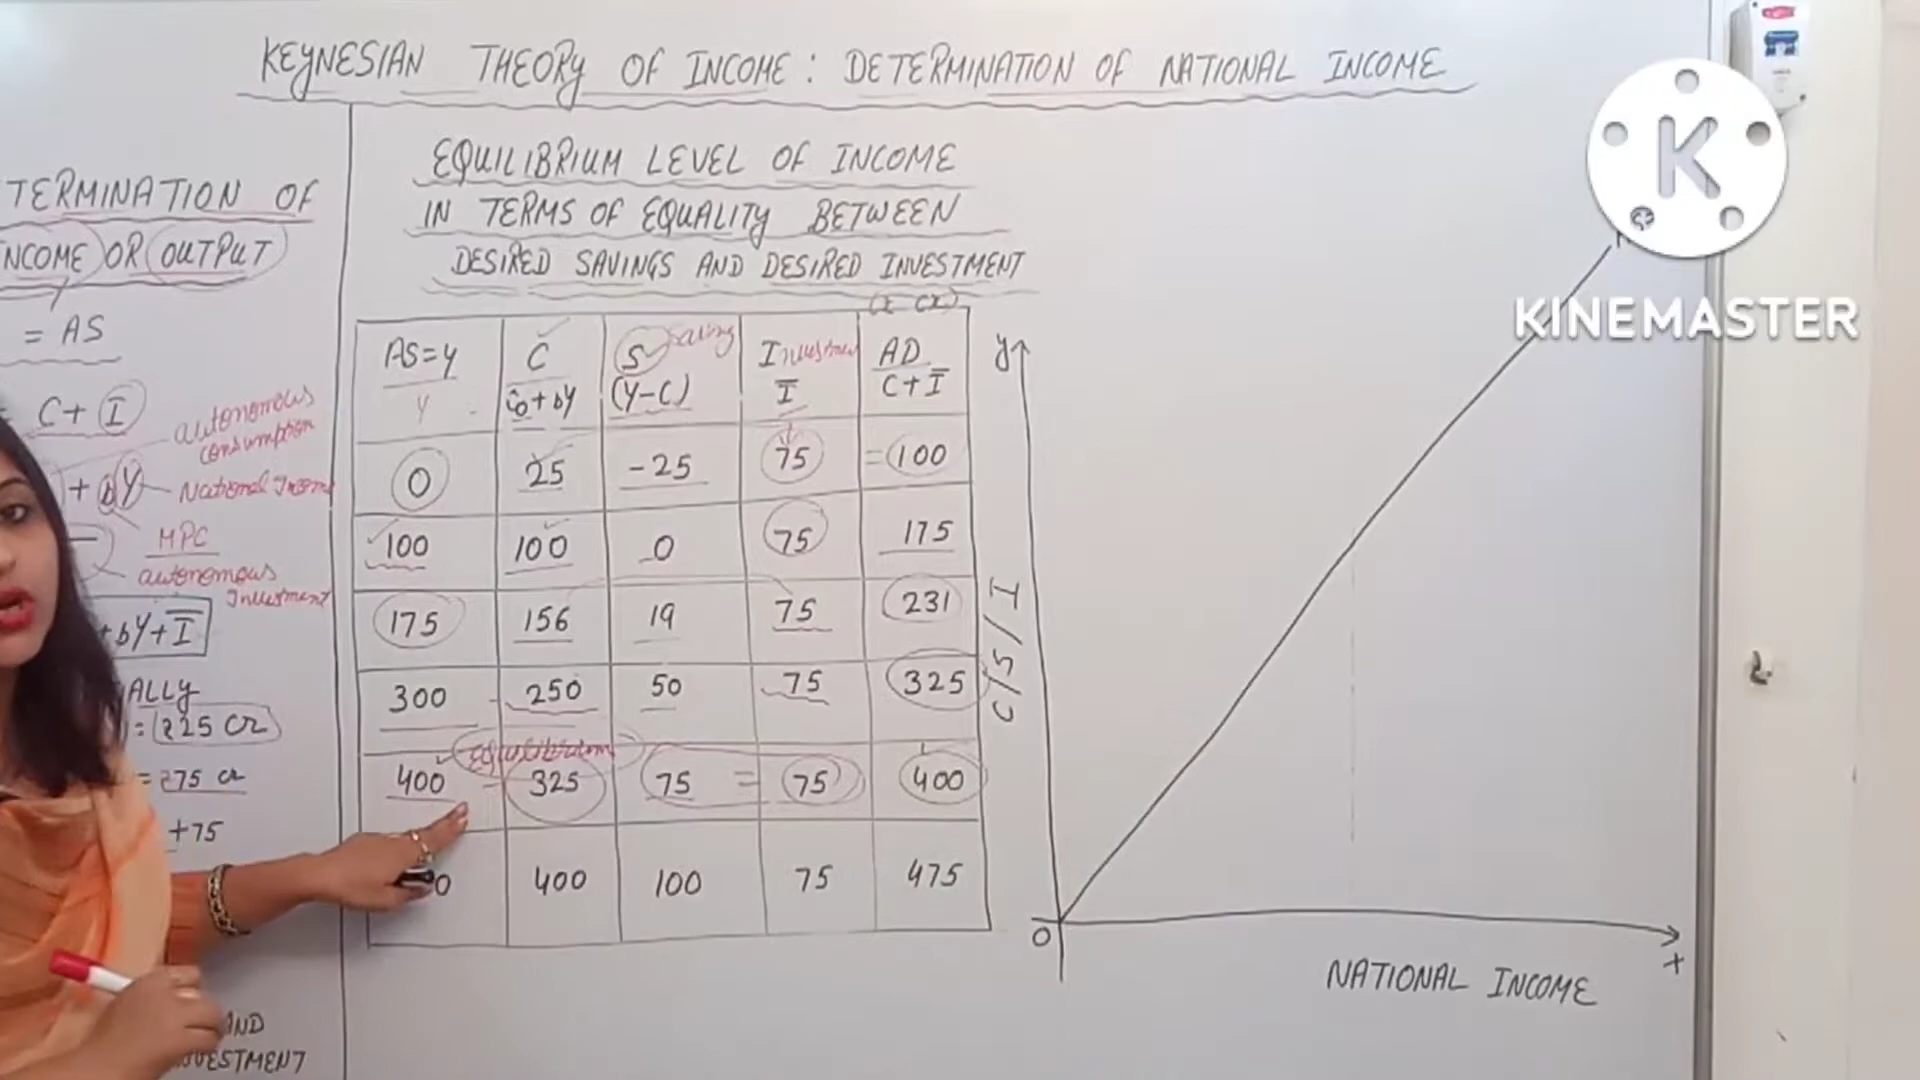 KEYNESIAN THEORY OF INCOME: DETERMINATION OF NATIONAL INCOME
TERMINATION OF
NCOME OR OUTPUT
= AS
= C+ I̅
autonomous
consumption
+ bY National Income
MPC
autonomous
Investment
+bY+I̅
ALLY
= ₹25 Cr
= ₹75 cr
+75
AND
NVESTMENT
EQUILIBRIUM LEVEL OF INCOME
IN TERMS OF EQUALITY BETWEEN
DESIRED SAVINGS AND DESIRED INVESTMENT
AS=Y C S Saving Investment AD
Y C0+bY (Y-C) I̅ C+I̅
0 25 -25 75 =100
100 100 0 75 175
175 156 19 75 231
300 - 250 50 75 325
Equilibrium
400 - 325 75 = 75 400
0 400 100 75 475
y
C/S/I
O
NATIONAL INCOME
K
KINEMASTER